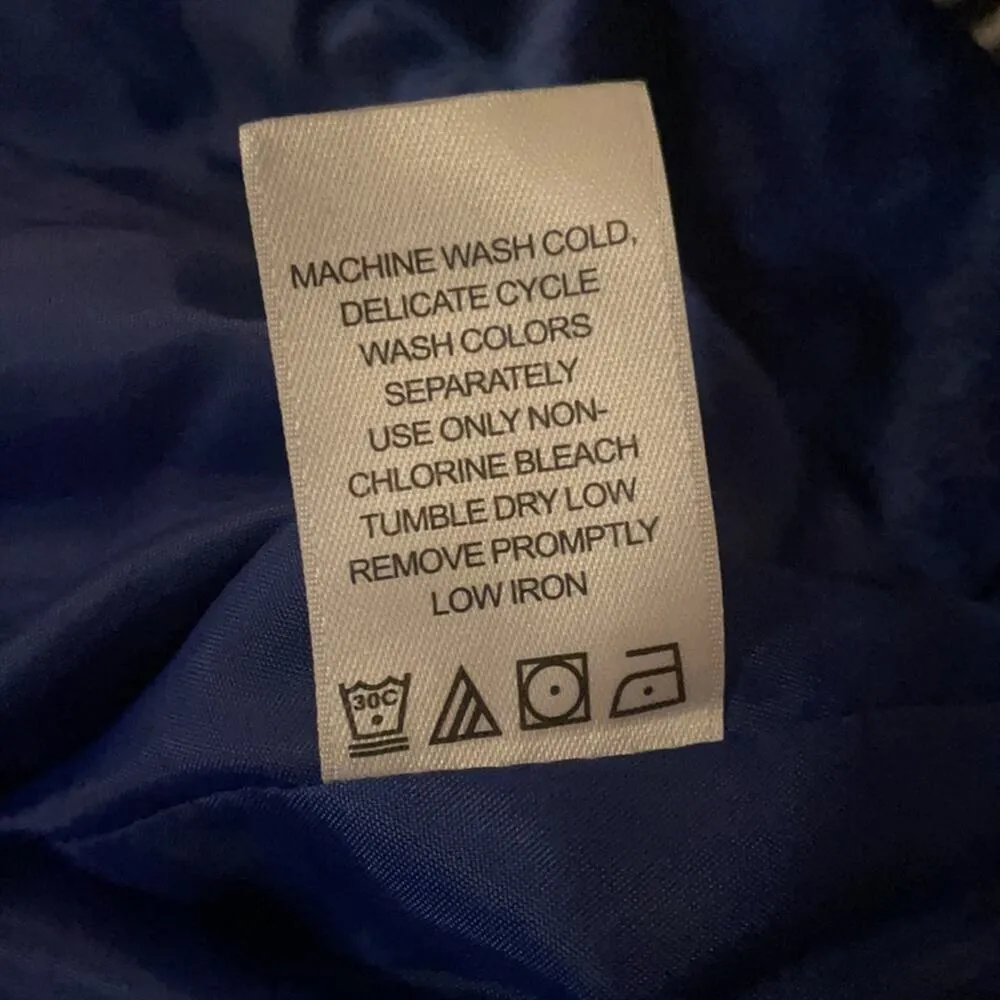 MACHINE WASH COLD,
DELICATE CYCLE
WASH COLORS
SEPARATELY
USE ONLY NON-
CHLORINE BLEACH
TUMBLE DRY LOW
REMOVE PROMPTLY
LOW IRON
30C